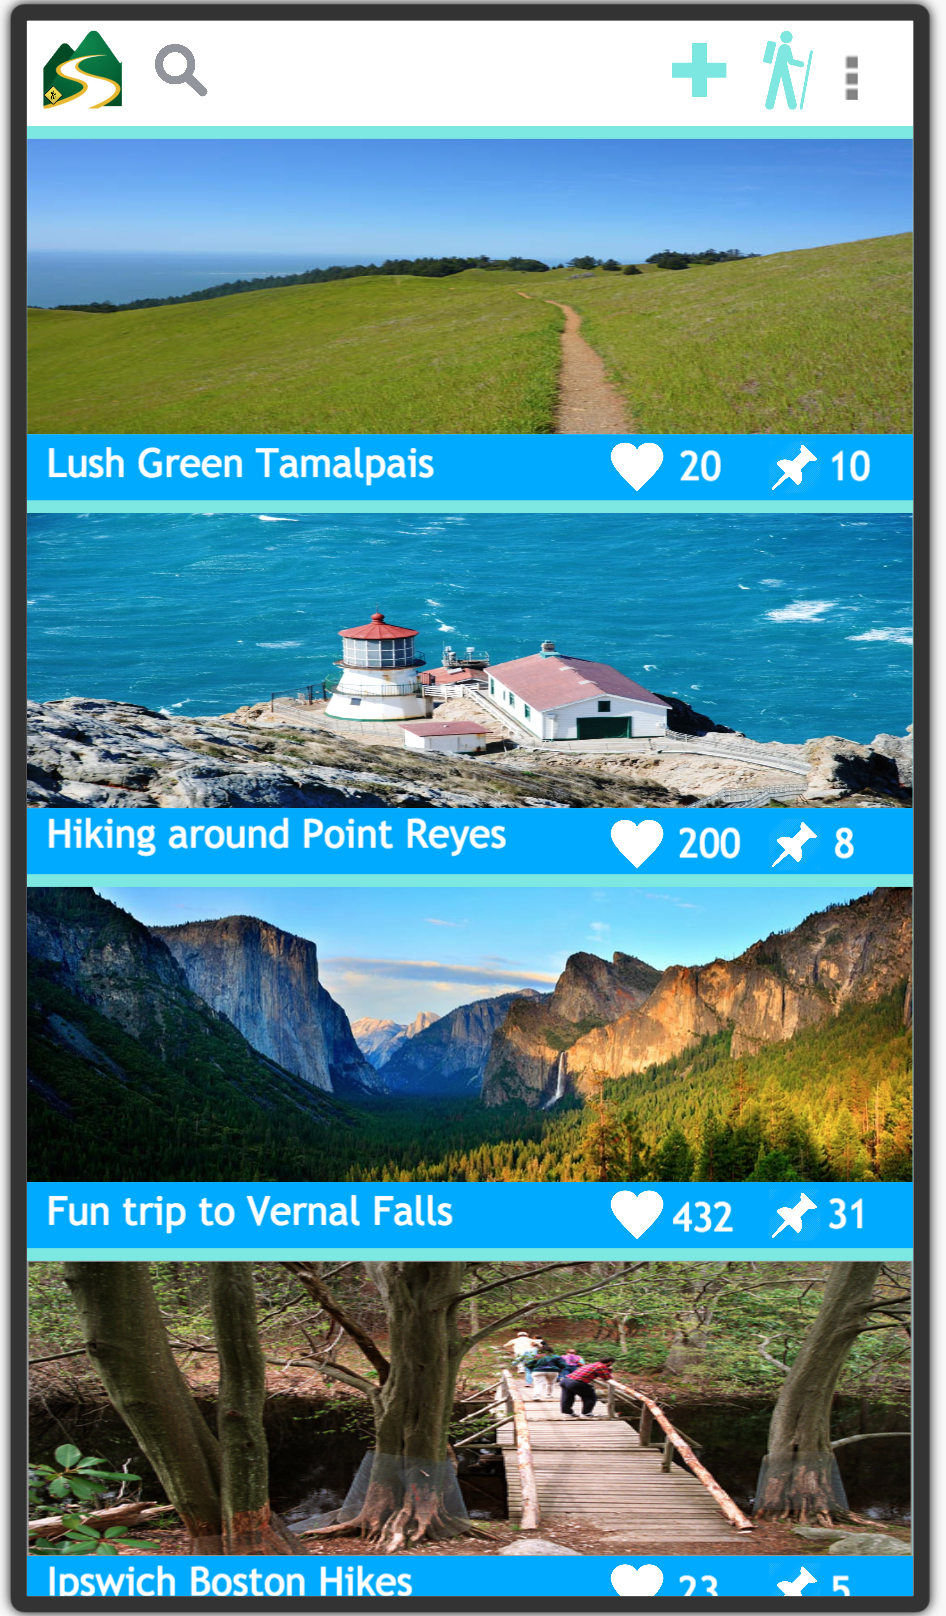 Lush Green Tamalpais 20 10
Hiking around Point Reyes 200 8
Fun trip to Vernal Falls 432 31
Ipswich Boston Hikes 23 5